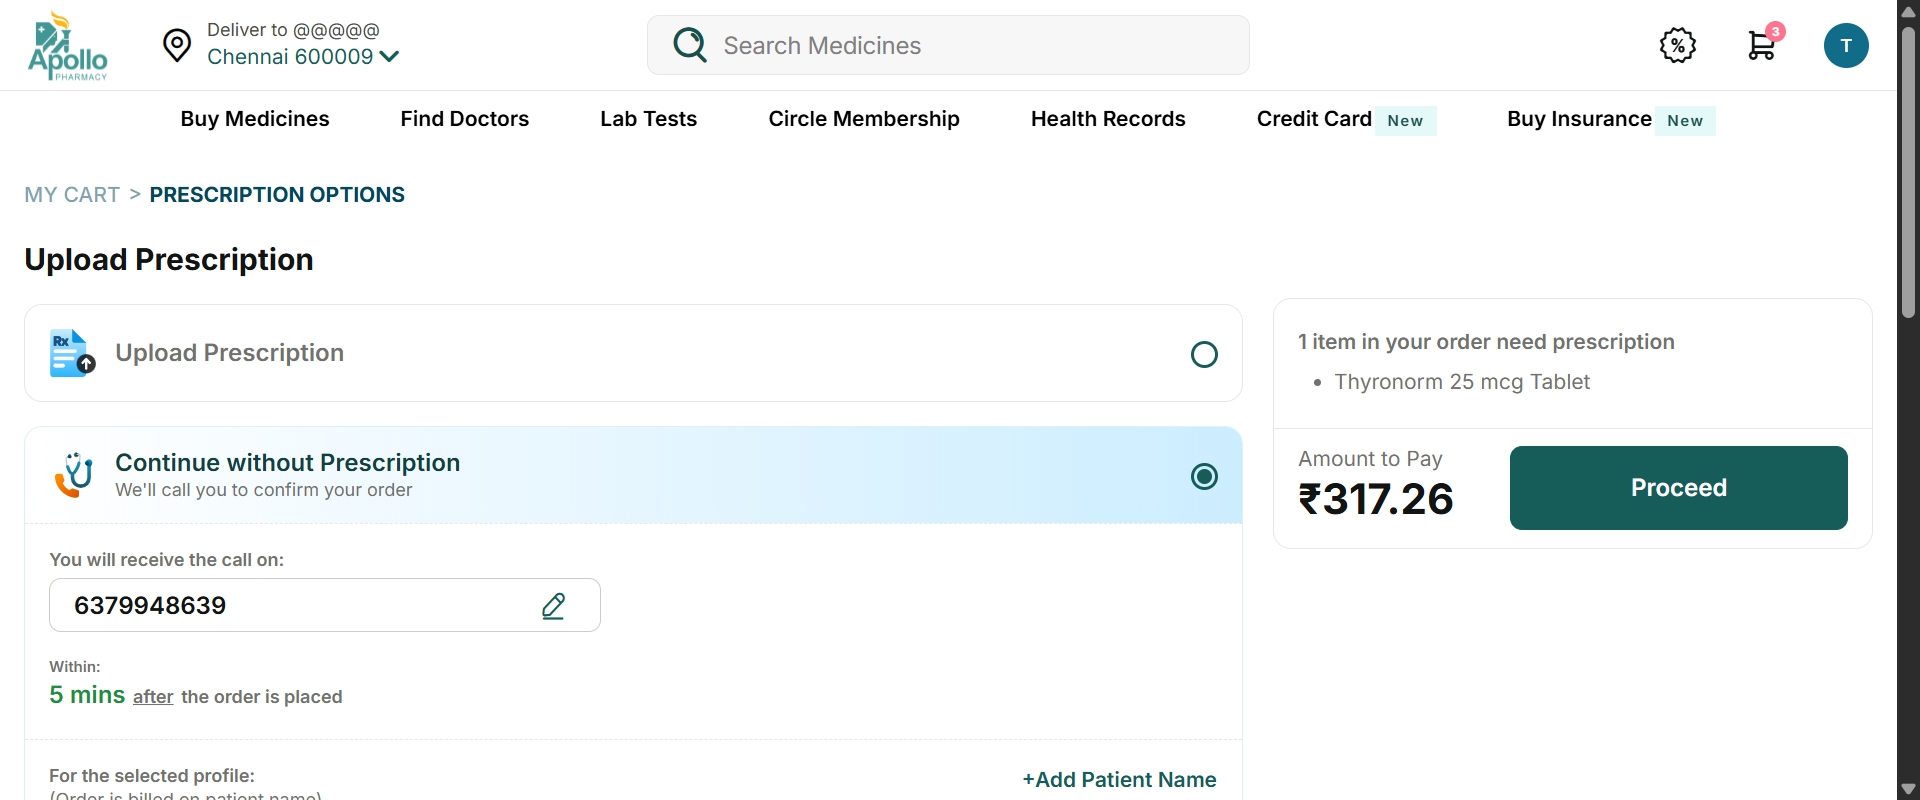 Apollo
PHARMACY
Deliver to @@@@@
Chennai 600009
Search Medicines
%
3
T
Buy Medicines
Find Doctors
Lab Tests
Circle Membership
Health Records
Credit Card New
Buy Insurance New
MY CART > PRESCRIPTION OPTIONS
Upload Prescription
Rx
Upload Prescription
Continue without Prescription
We'll call you to confirm your order
You will receive the call on:
6379948639
Within:
5 mins after the order is placed
For the selected profile:
(Order is billed on patient name)
+Add Patient Name
1 item in your order need prescription
• Thyronorm 25 mcg Tablet
Amount to Pay
₹317.26
Proceed